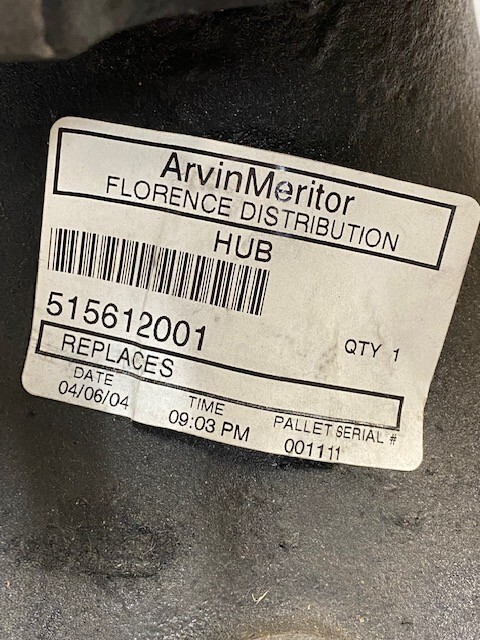 ArvinMeritor
FLORENCE DISTRIBUTION
HUB
515612001
QTY 1
REPLACES
DATE TIME PALLET SERIAL #
04/06/04 09:03 PM 001111